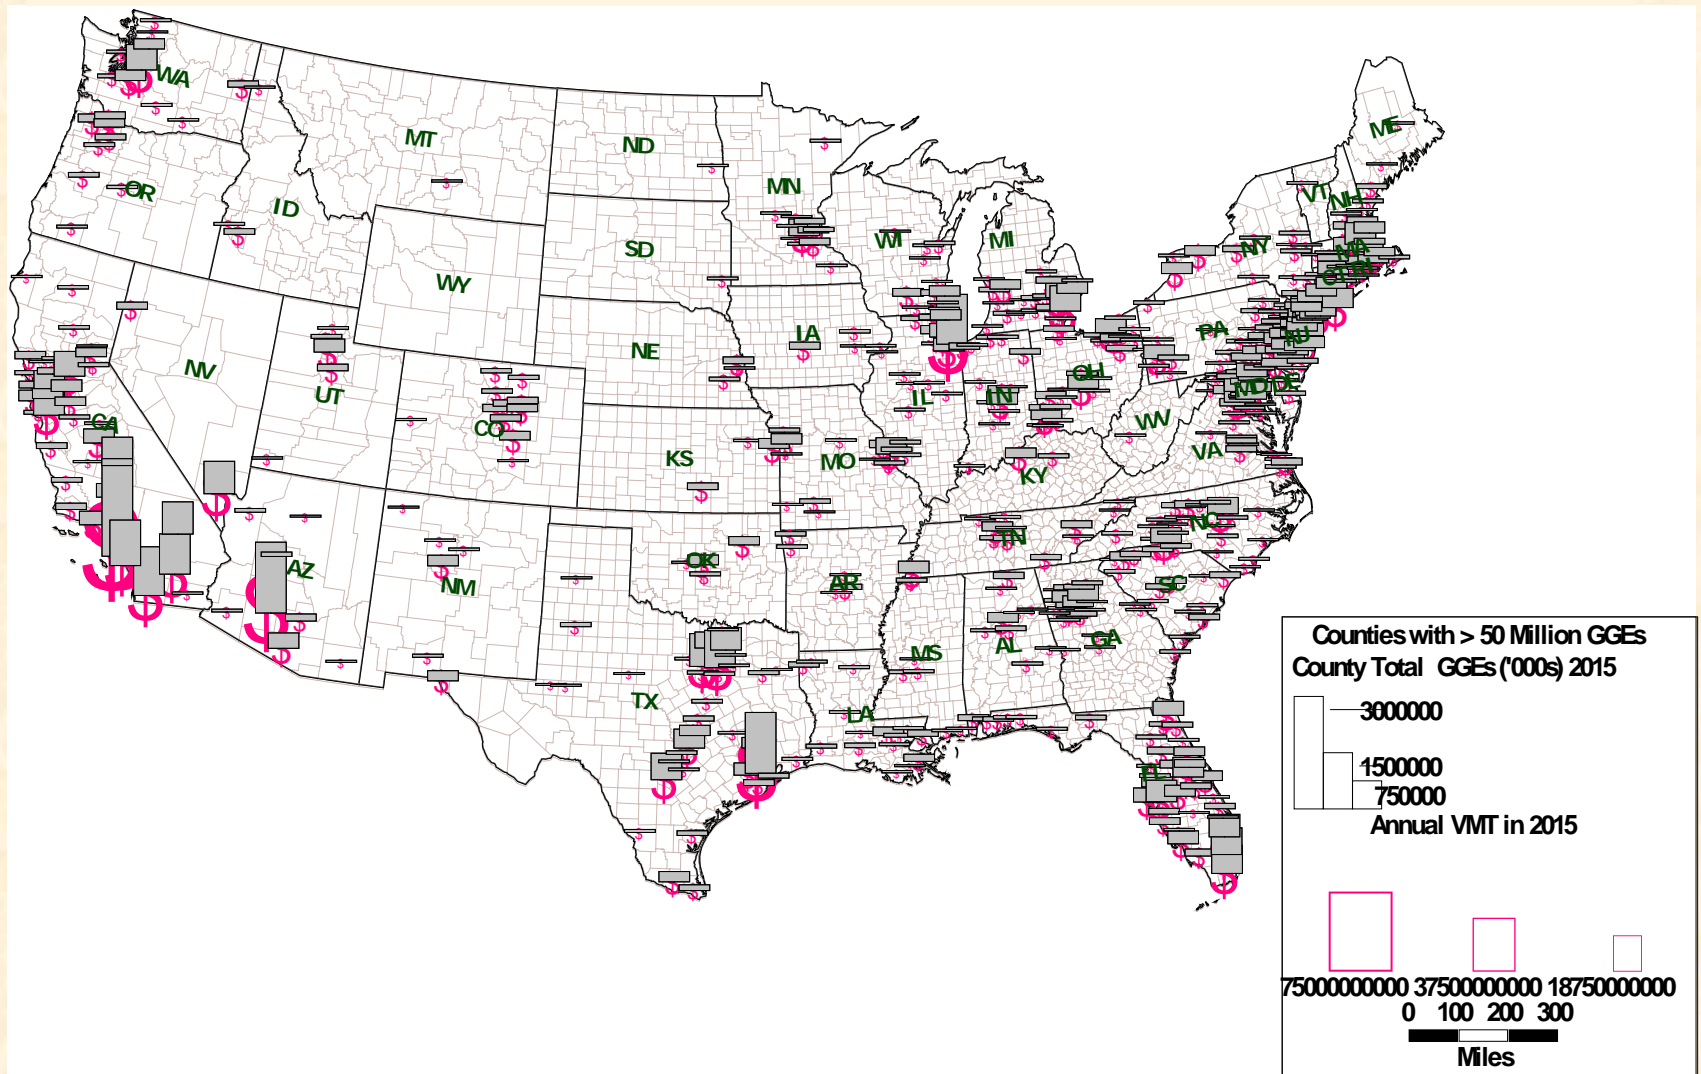 WA
MT
ND
MN
ME
OR
ID
VT
NH
SD
WI
MI
NY
MA
CT
RI
WY
IA
PA
NJ
NV
NE
UT
IL
IN
OH
MD
DE
CA
CO
KS
MO
KY
WV
VA
AZ
NM
OK
AR
TN
NC
SC
TX
LA
MS
AL
GA
FL
Counties with > 50 Million GGEs
County Total GGEs ('000s) 2015
3000000
1500000
750000
Annual VMT in 2015
75000000000 37500000000 18750000000
0 100 200 300
Miles